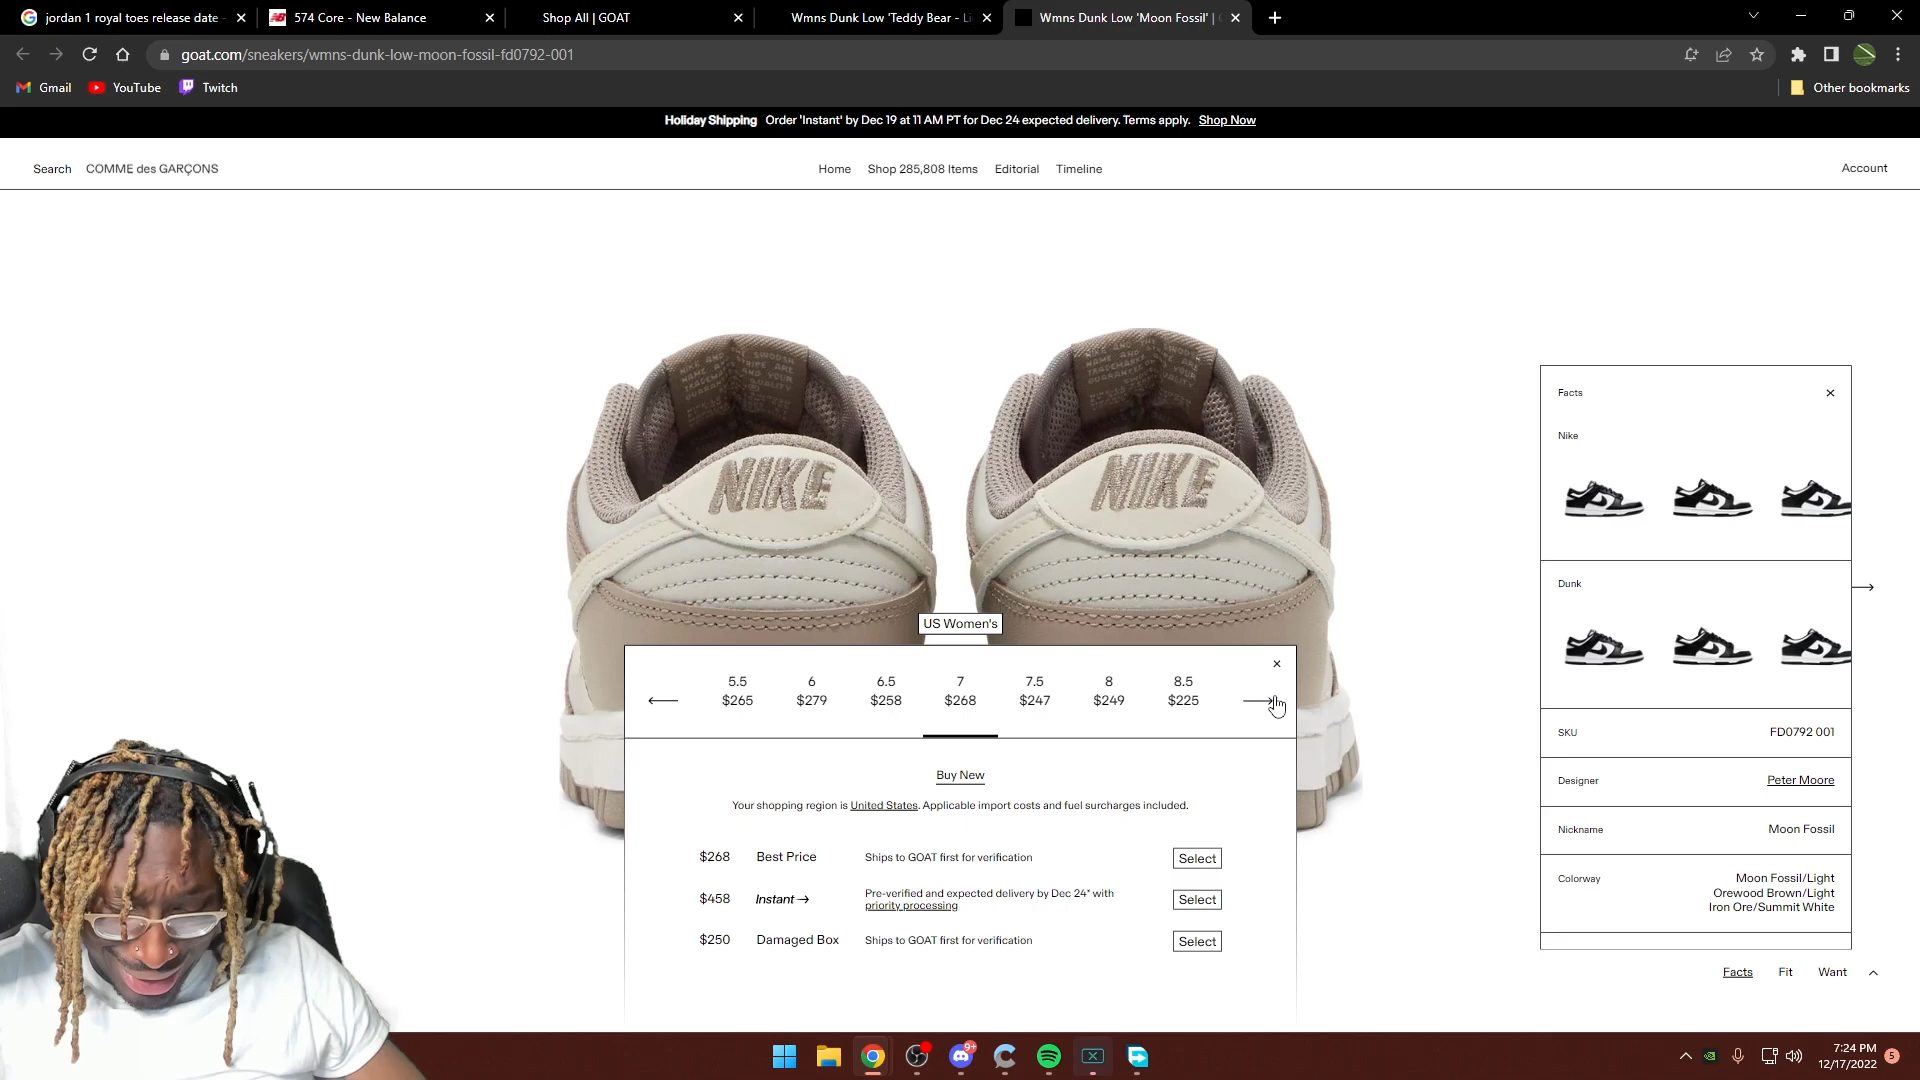 jordan 1 royal toes release date
574 Core - New Balance
Shop All | GOAT
Wmns Dunk Low 'Teddy Bear - Li
Wmns Dunk Low 'Moon Fossil' |
goat.com/sneakers/wmns-dunk-low-moon-fossil-fd0792-001
Gmail
YouTube
Twitch
Other bookmarks
Holiday Shipping Order 'Instant' by Dec 19 at 11 AM PT for Dec 24 expected delivery. Terms apply. Shop Now
Search COMME des GARÇONS
Home Shop 285,808 Items Editorial Timeline
Account
NIKE
NIKE
US Women's
5.5 6 6.5 7 7.5 8 8.5
$265 $279 $258 $268 $247 $249 $225
Buy New
Your shopping region is United States. Applicable import costs and fuel surcharges included.
$268 Best Price Ships to GOAT first for verification Select
$458 Instant→ Pre-verified and expected delivery by Dec 24* with
priority processing
Select
$250 Damaged Box Ships to GOAT first for verification Select
Facts
Nike
Dunk
SKU FD0792 001
Designer Peter Moore
Nickname Moon Fossil
Colorway Moon Fossil/Light
Orewood Brown/Light
Iron Ore/Summit White
Facts Fit Want
9+
7:24 PM
12/17/2022
5